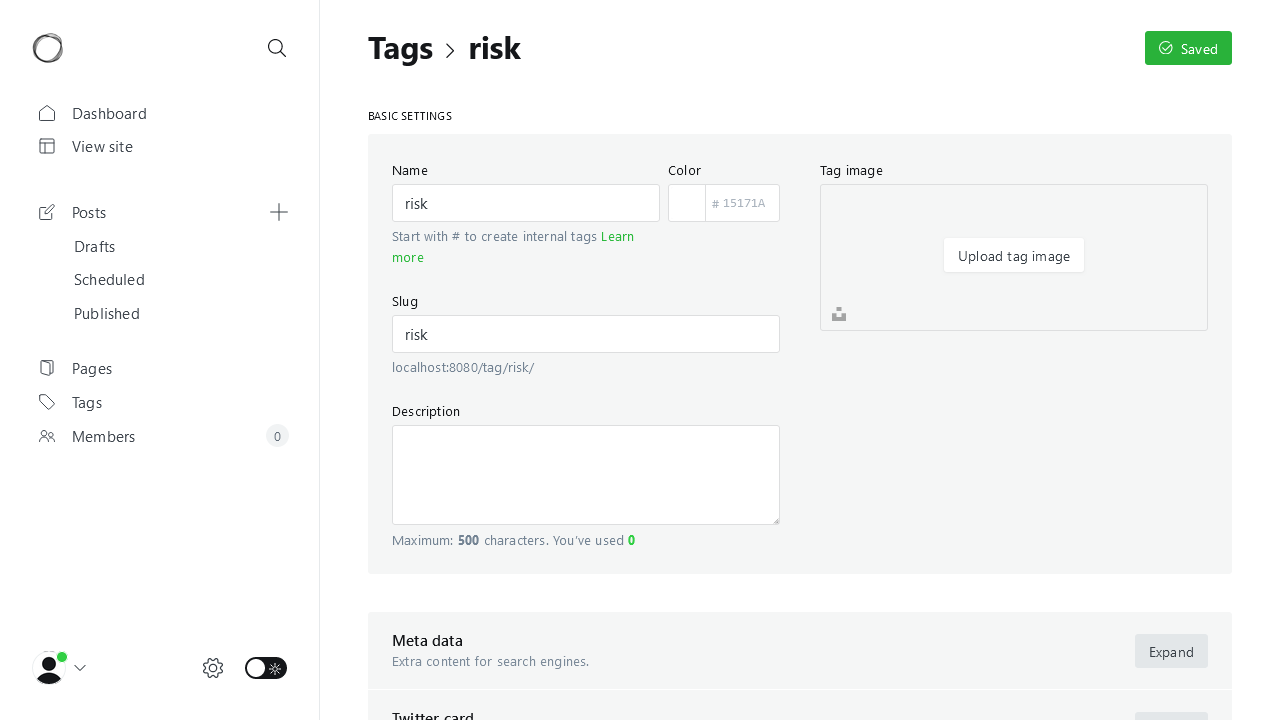 Tags > risk
Saved
Dashboard
View site
Posts
Drafts
Scheduled
Published
Pages
Tags
Members
0
BASIC SETTINGS
Name
risk
Color
# 15171A
Start with # to create internal tags Learn
more
Slug
risk
localhost:8080/tag/risk/
Description
Maximum: 500 characters. You've used 0
Tag image
Upload tag image
Meta data
Extra content for search engines.
Expand
Twitter card